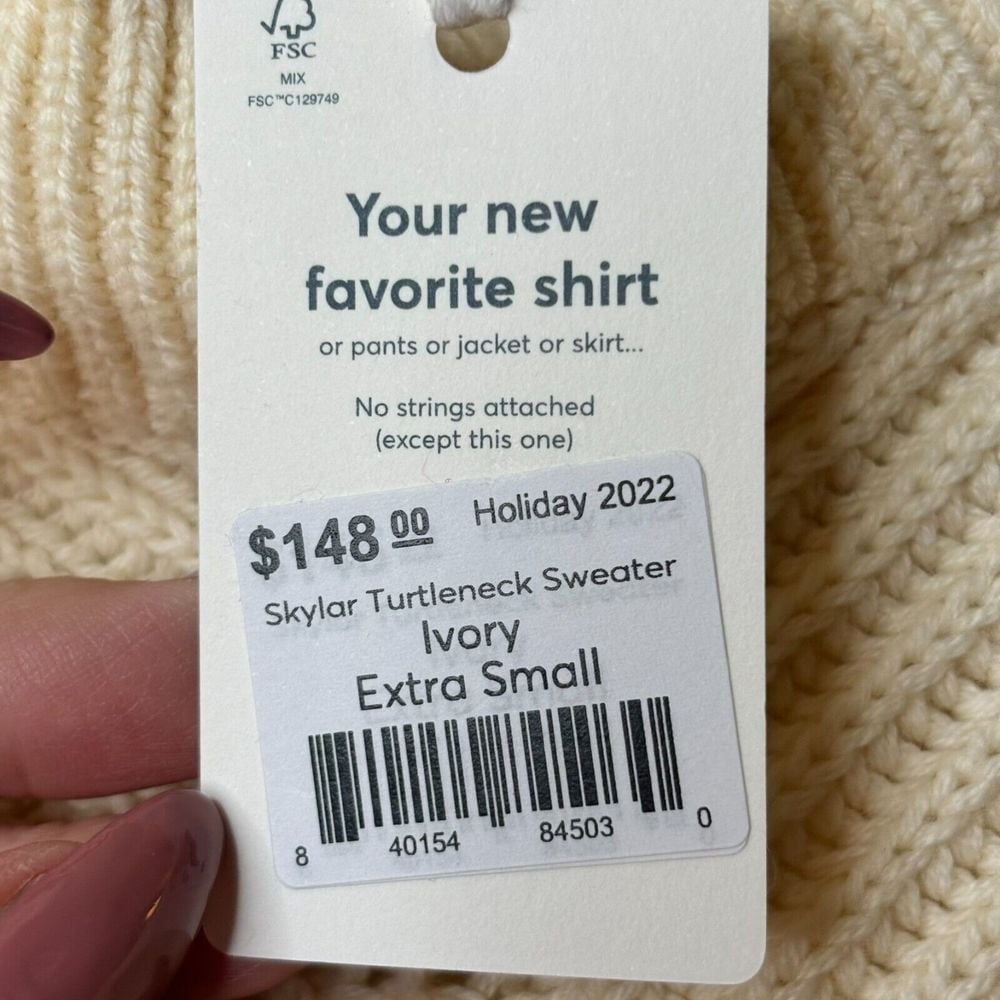 FSC
MIX
FSC™C129749
Your new
favorite shirt
or pants or jacket or skirt...
No strings attached
(except this one)
$148 00 Holiday 2022
Skylar Turtleneck Sweater
Ivory
Extra Small
8 40154 84503 0